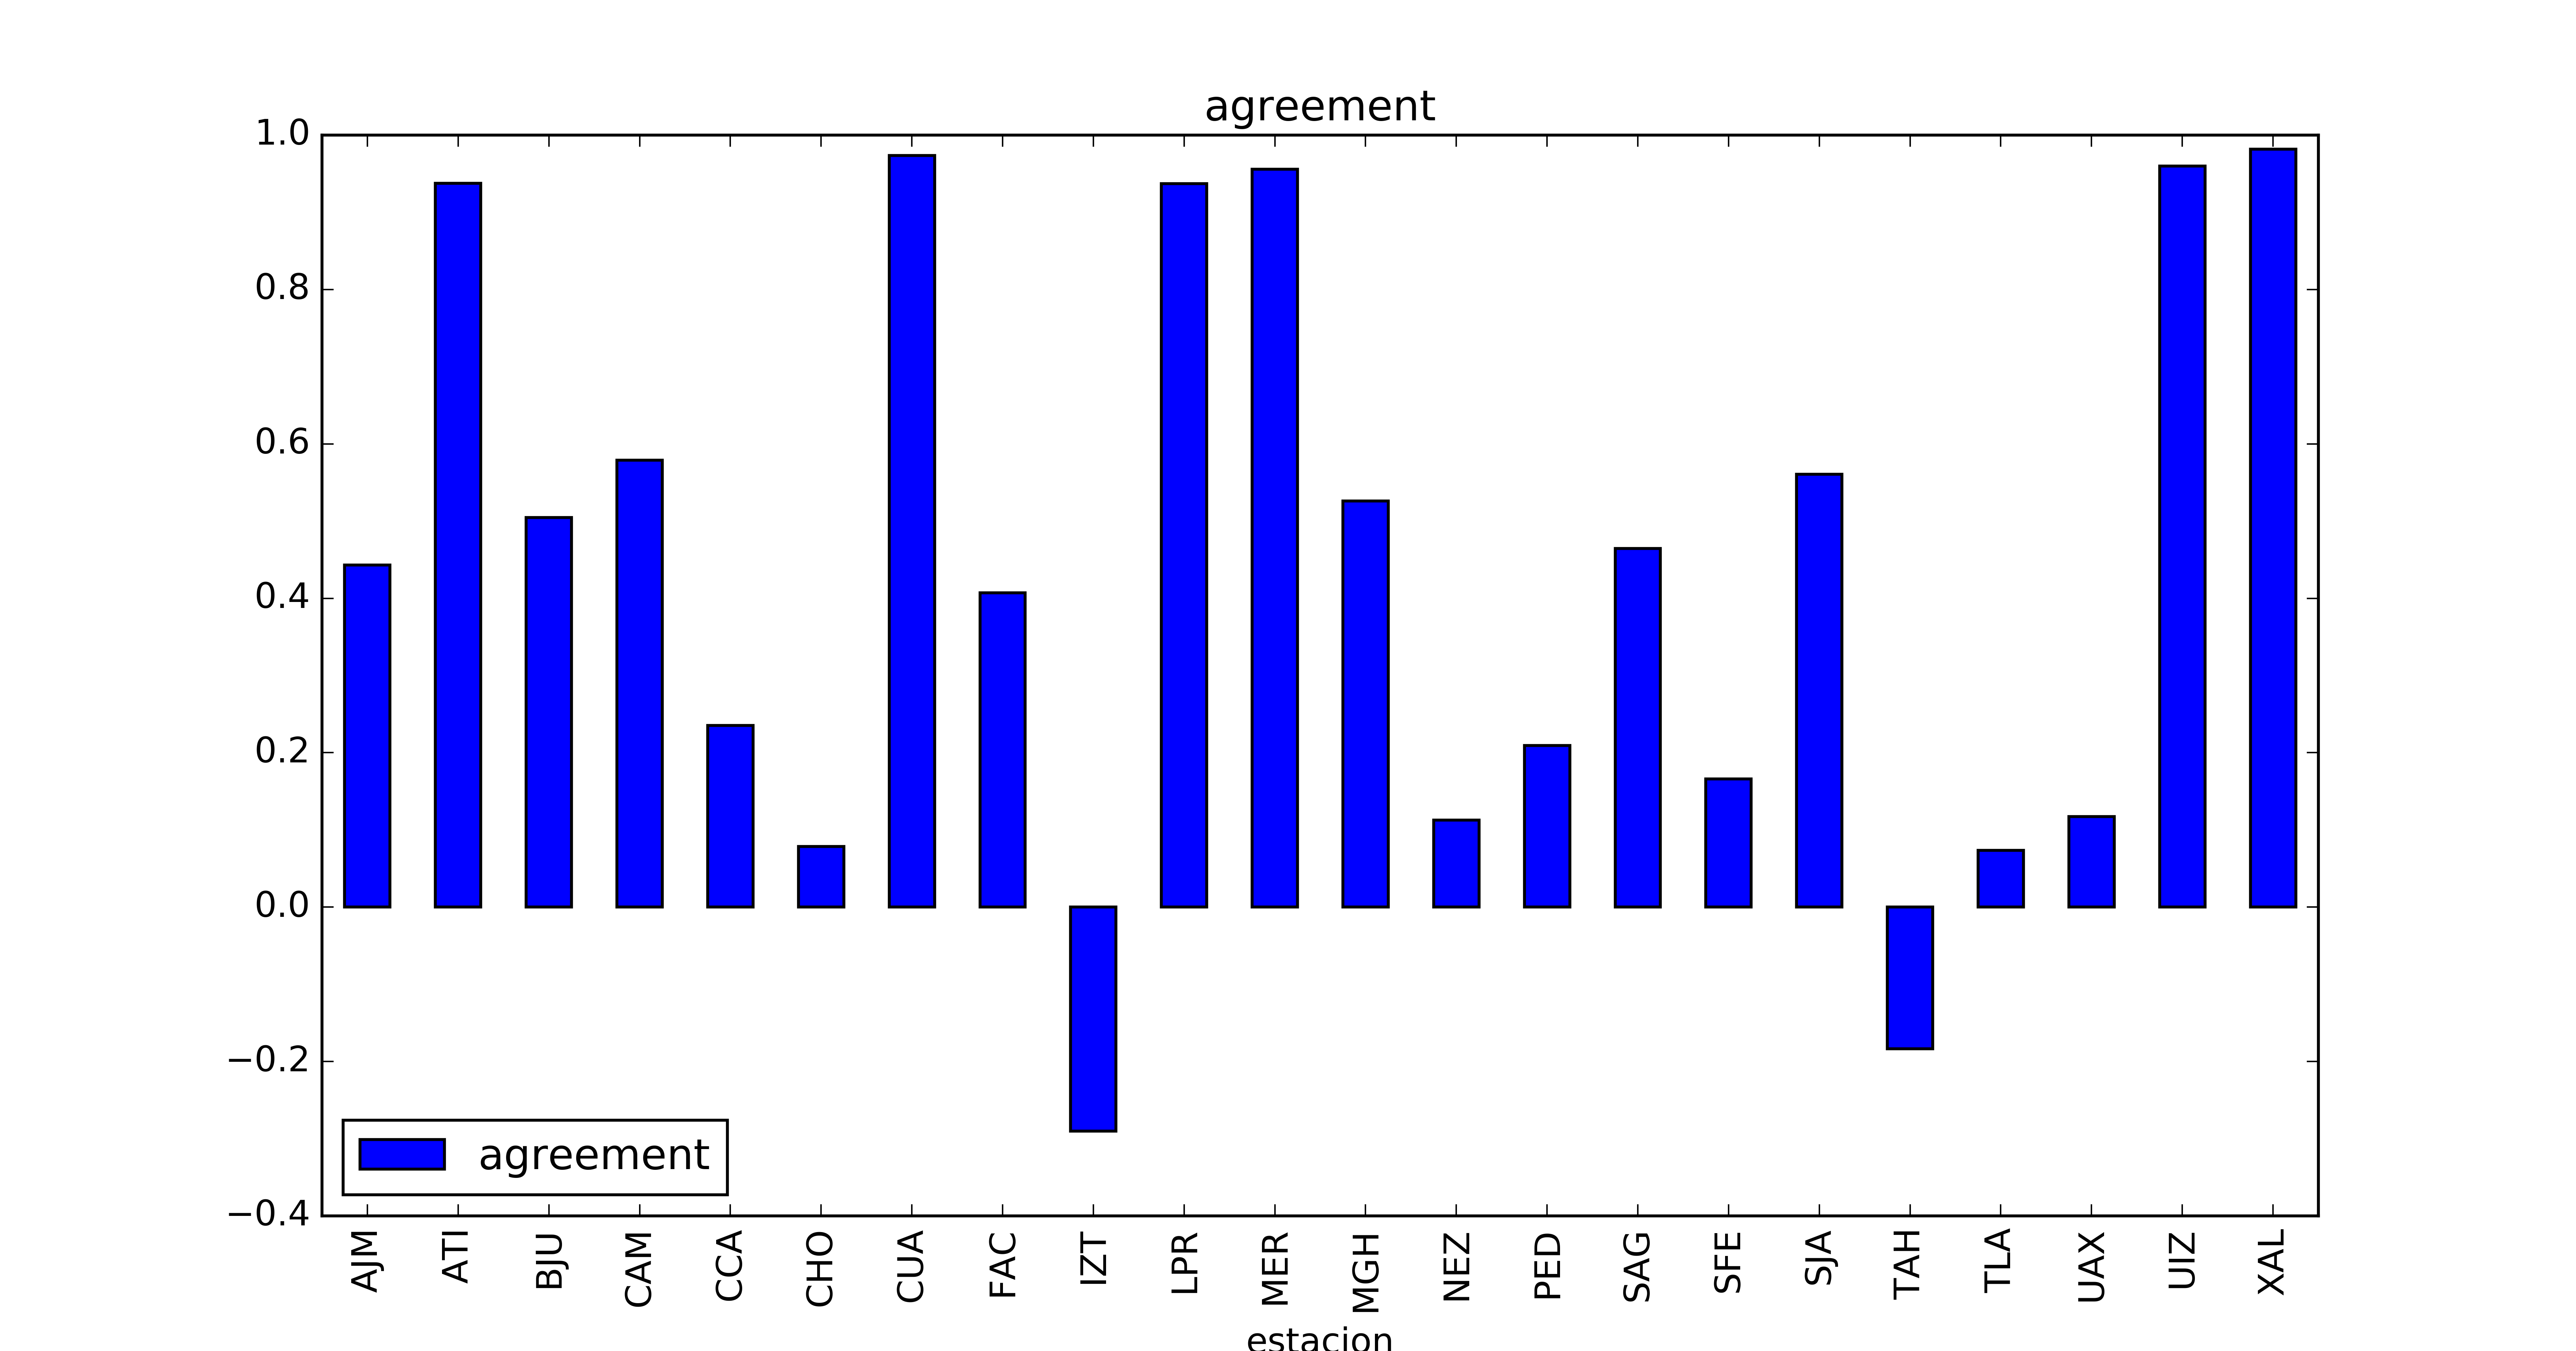 agreement
1.0
0.8
0.6
0.4
0.2
0.0
−0.2
−0.4
agreement
AJM
ATI
BJU
CAM
CCA
CHO
CUA
FAC
IZT
LPR
MER
MGH
NEZ
PED
SAG
SFE
SJA
TAH
TLA
UAX
UIZ
XAL
estacion